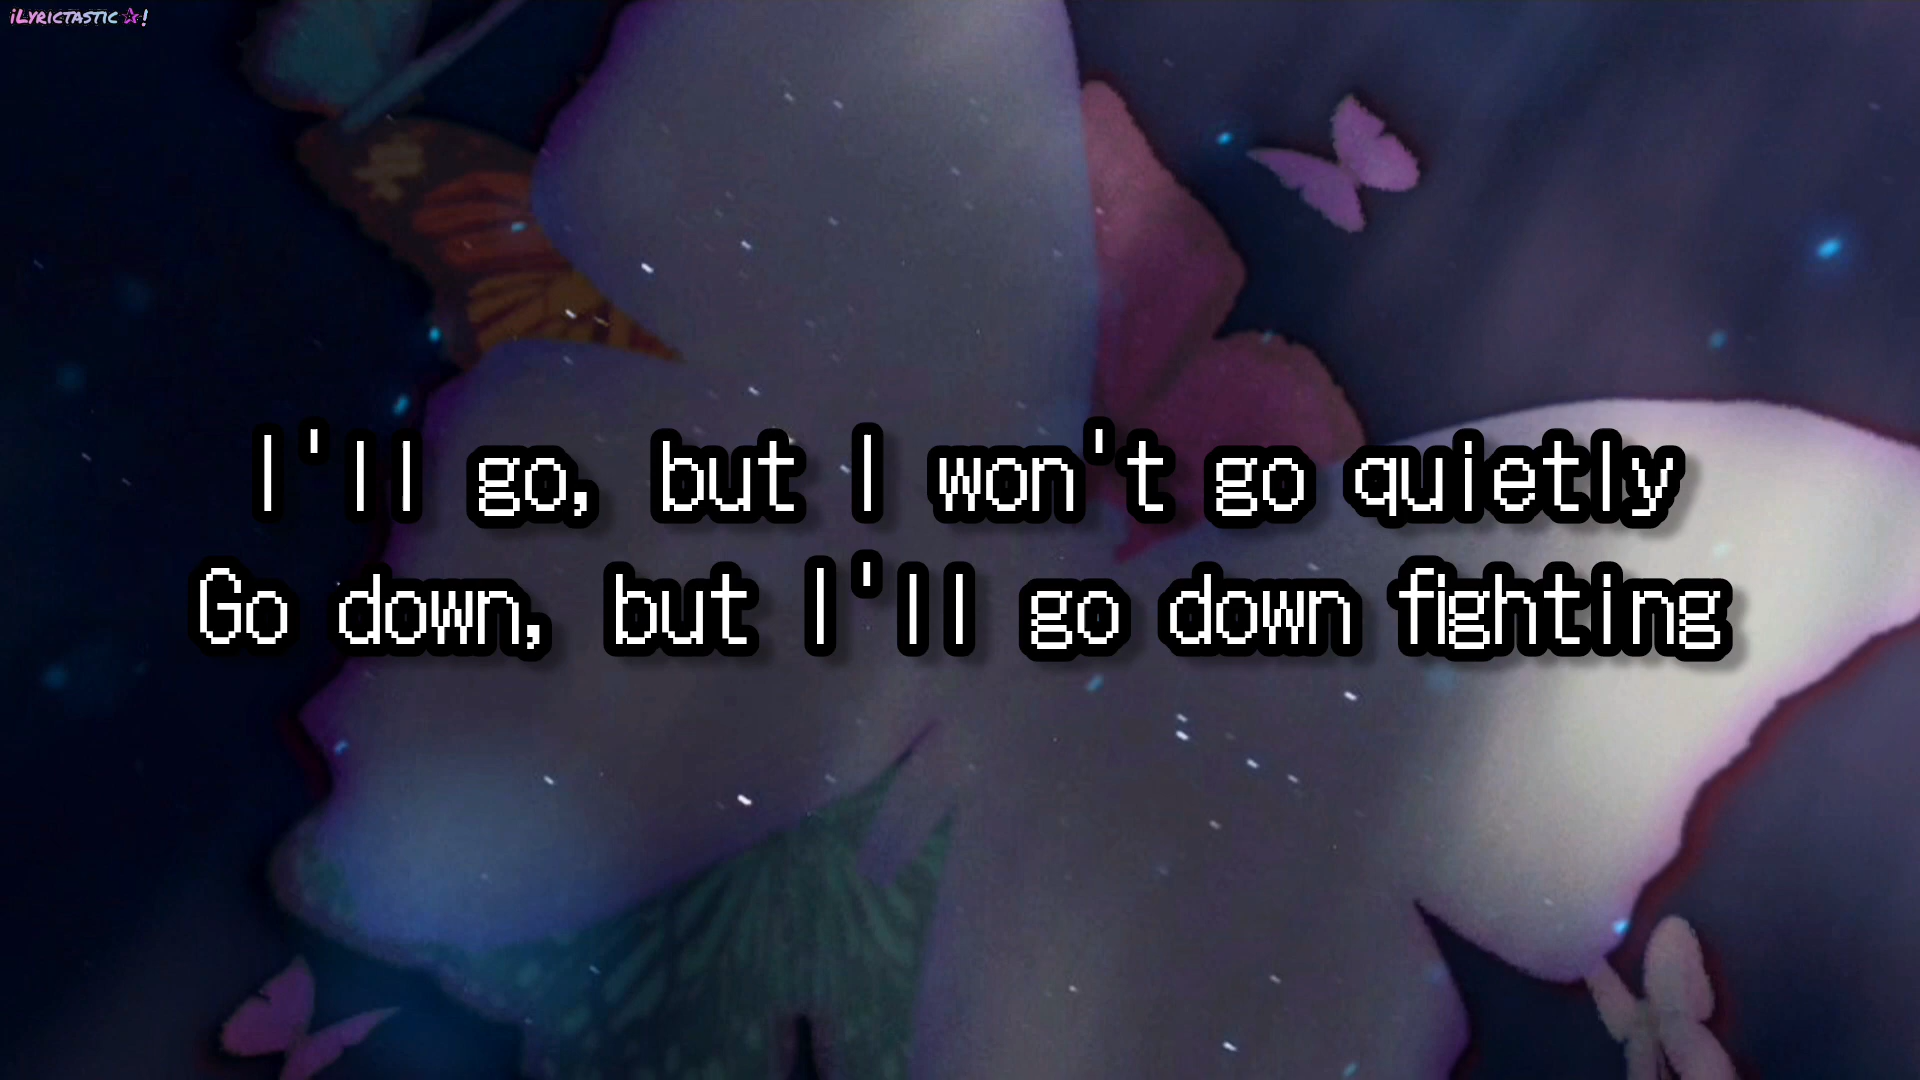 iLyrictastic☆!
I'll go, but I won't go quietly
Go down, but I'll go down fighting